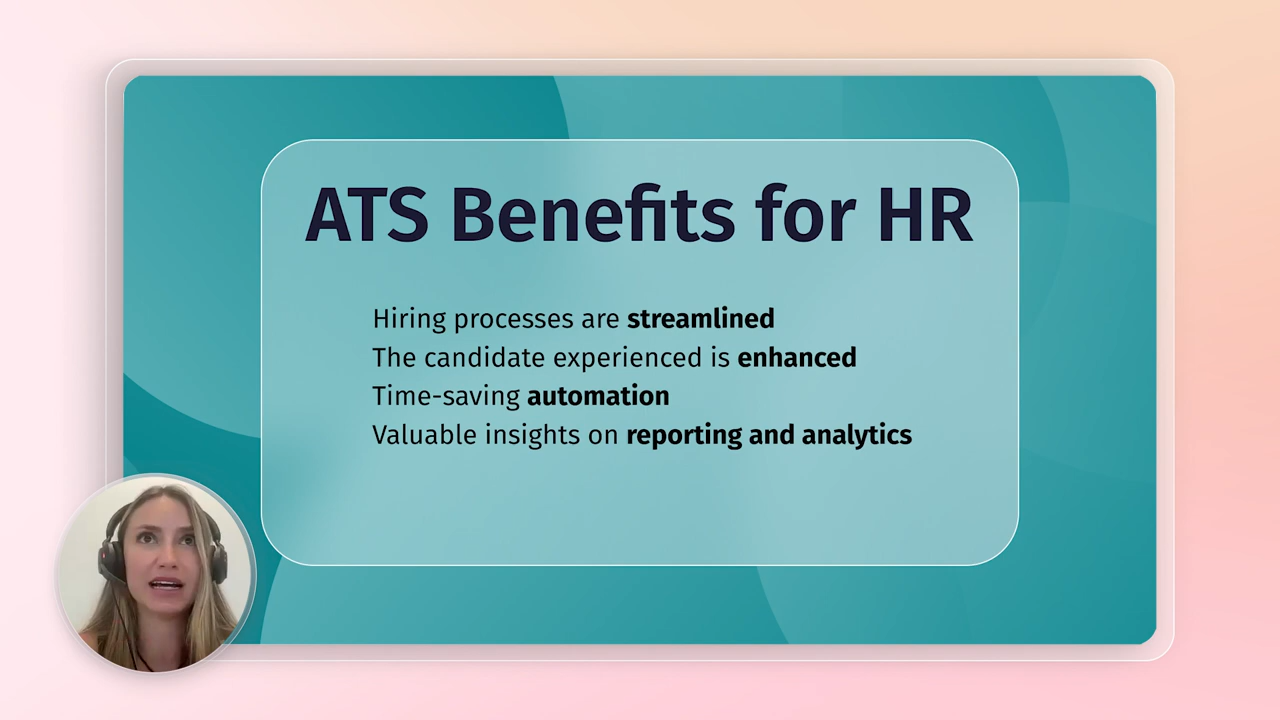 ATS Benefits for HR
Hiring processes are streamlined
The candidate experienced is enhanced
Time-saving automation
Valuable insights on reporting and analytics